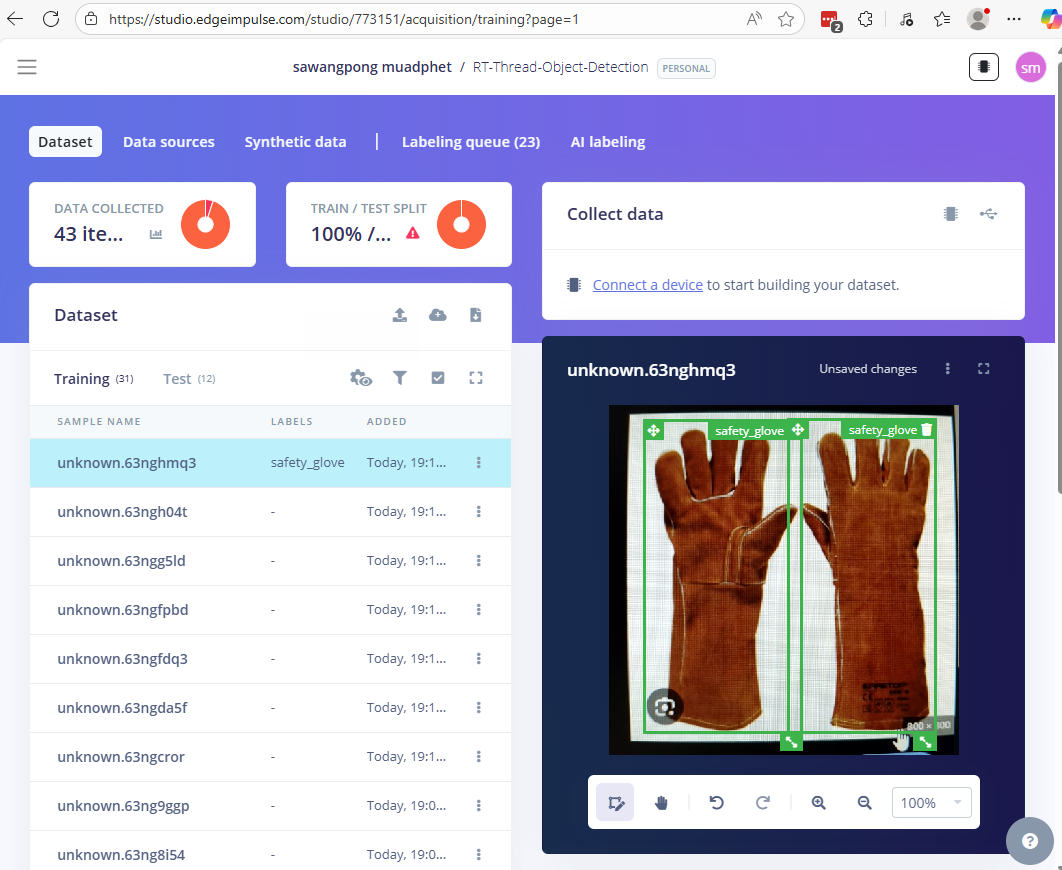 https://studio.edgeimpulse.com/studio/773151/acquisition/training?page=1
2
sawangpong muadphet / RT-Thread-Object-Detection PERSONAL
sm
Dataset Data sources Synthetic data | Labeling queue (23) AI labeling
DATA COLLECTED
43 ite...
TRAIN / TEST SPLIT
100% /...
Collect data
Connect a device to start building your dataset.
Dataset
Training (31) Test (12)
SAMPLE NAME LABELS ADDED
unknown.63nghmq3 safety_glove Today, 19:1...
unknown.63ngh04t - Today, 19:1...
unknown.63ngg5ld - Today, 19:1...
unknown.63ngfpbd - Today, 19:1...
unknown.63ngfdq3 - Today, 19:1...
unknown.63ngda5f - Today, 19:1...
unknown.63ngcror - Today, 19:1...
unknown.63ng9ggp - Today, 19:0...
unknown.63ng8i54 - Today, 19:0...
unknown.63nghmq3 Unsaved changes
safety_glove safety_glove
800 × 800
100%
?